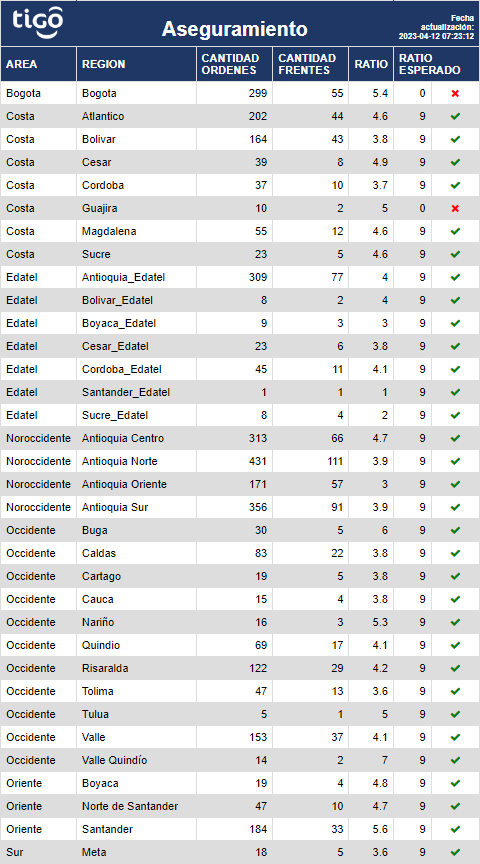 tigo
Aseguramiento
Fecha
actualización:
2023-04-12 07:23:12
AREA REGION CANTIDAD ORDENES CANTIDAD FRENTES RATIO RATIO ESPERADO
Bogota Bogota 299 55 5.4 0 ✖
Costa Atlantico 202 44 4.6 9 ✔
Costa Bolivar 164 43 3.8 9 ✔
Costa Cesar 39 8 4.9 9 ✔
Costa Cordoba 37 10 3.7 9 ✔
Costa Guajira 10 2 5 0 ✖
Costa Magdalena 55 12 4.6 9 ✔
Costa Sucre 23 5 4.6 9 ✔
Edatel Antioquia_Edatel 309 77 4 9 ✔
Edatel Bolivar_Edatel 8 2 4 9 ✔
Edatel Boyaca_Edatel 9 3 3 9 ✔
Edatel Cesar_Edatel 23 6 3.8 9 ✔
Edatel Cordoba_Edatel 45 11 4.1 9 ✔
Edatel Santander_Edatel 1 1 1 9 ✔
Edatel Sucre_Edatel 8 4 2 9 ✔
Noroccidente Antioquia Centro 313 66 4.7 9 ✔
Noroccidente Antioquia Norte 431 111 3.9 9 ✔
Noroccidente Antioquia Oriente 171 57 3 9 ✔
Noroccidente Antioquia Sur 356 91 3.9 9 ✔
Occidente Buga 30 5 6 9 ✔
Occidente Caldas 83 22 3.8 9 ✔
Occidente Cartago 19 5 3.8 9 ✔
Occidente Cauca 15 4 3.8 9 ✔
Occidente Nariño 16 3 5.3 9 ✔
Occidente Quindio 69 17 4.1 9 ✔
Occidente Risaralda 122 29 4.2 9 ✔
Occidente Tolima 47 13 3.6 9 ✔
Occidente Tulua 5 1 5 9 ✔
Occidente Valle 153 37 4.1 9 ✔
Occidente Valle Quindío 14 2 7 9 ✔
Oriente Boyaca 19 4 4.8 9 ✔
Oriente Norte de Santander 47 10 4.7 9 ✔
Oriente Santander 184 33 5.6 9 ✔
Sur Meta 18 5 3.6 9 ✔